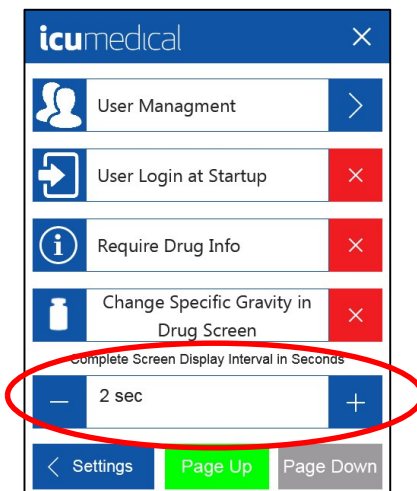 icumedical
User Managment
User Login at Startup
Require Drug Info
Change Specific Gravity in
Drug Screen
Complete Screen Display Interval in Seconds
2 sec
Settings Page Up Page Down